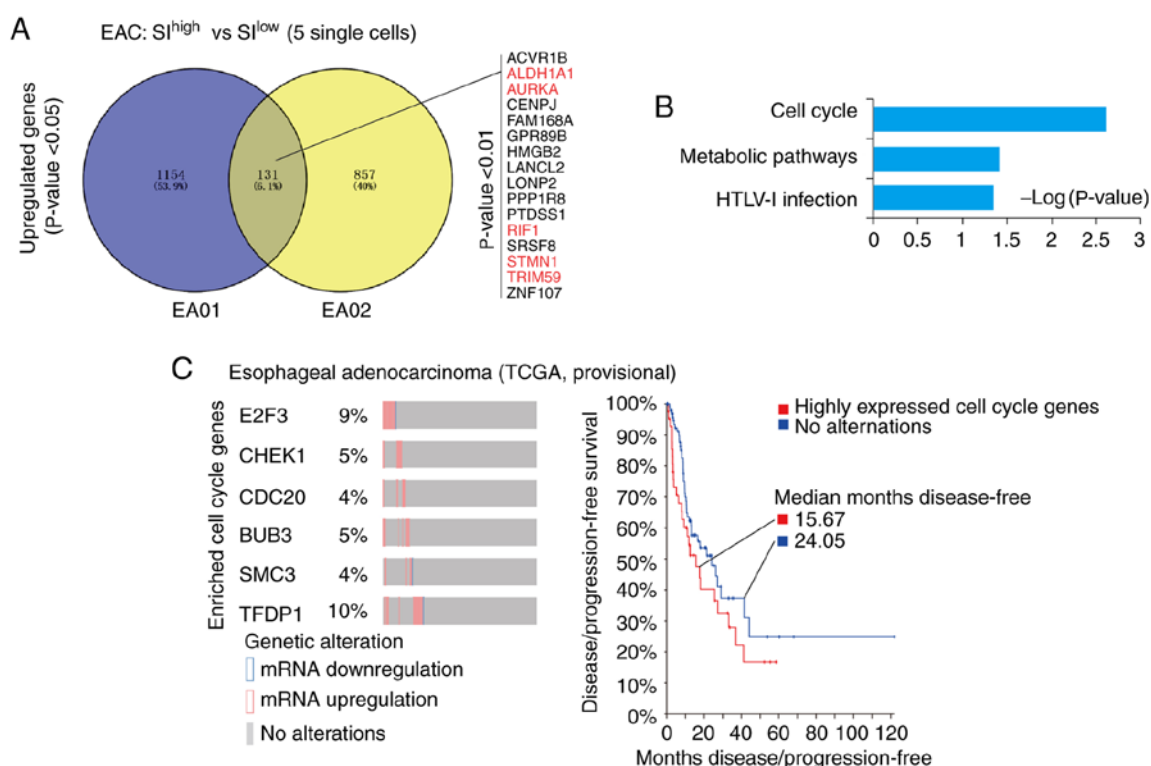 A
EAC: SIhigh vs SIlow (5 single cells)
Upregulated genes
(P-value <0.05)
1154
(53.9%)
131
(6.1%)
857
(40%)
EA01
EA02
P-value <0.01
ACVR1B
ALDH1A1
AURKA
CENPJ
FAM168A
GPR89B
HMGB2
LANCL2
LONP2
PPP1R8
PTDSS1
RIF1
SRSF8
STMN1
TRIM59
ZNF107
B
Cell cycle
Metabolic pathways
HTLV-I infection
–Log (P-value)
0 0.5 1 1.5 2 2.5 3
C
Esophageal adenocarcinoma (TCGA, provisional)
Enriched cell cycle genes
E2F3 9%
CHEK1 5%
CDC20 4%
BUB3 5%
SMC3 4%
TFDP1 10%
Genetic alteration
mRNA downregulation
mRNA upregulation
No alterations
Disease/progression-free survival
100%
90%
80%
70%
60%
50%
40%
30%
20%
10%
0%
Highly expressed cell cycle genes
No alternations
Median months disease-free
15.67
24.05
0 20 40 60 80 100 120
Months disease/progression-free